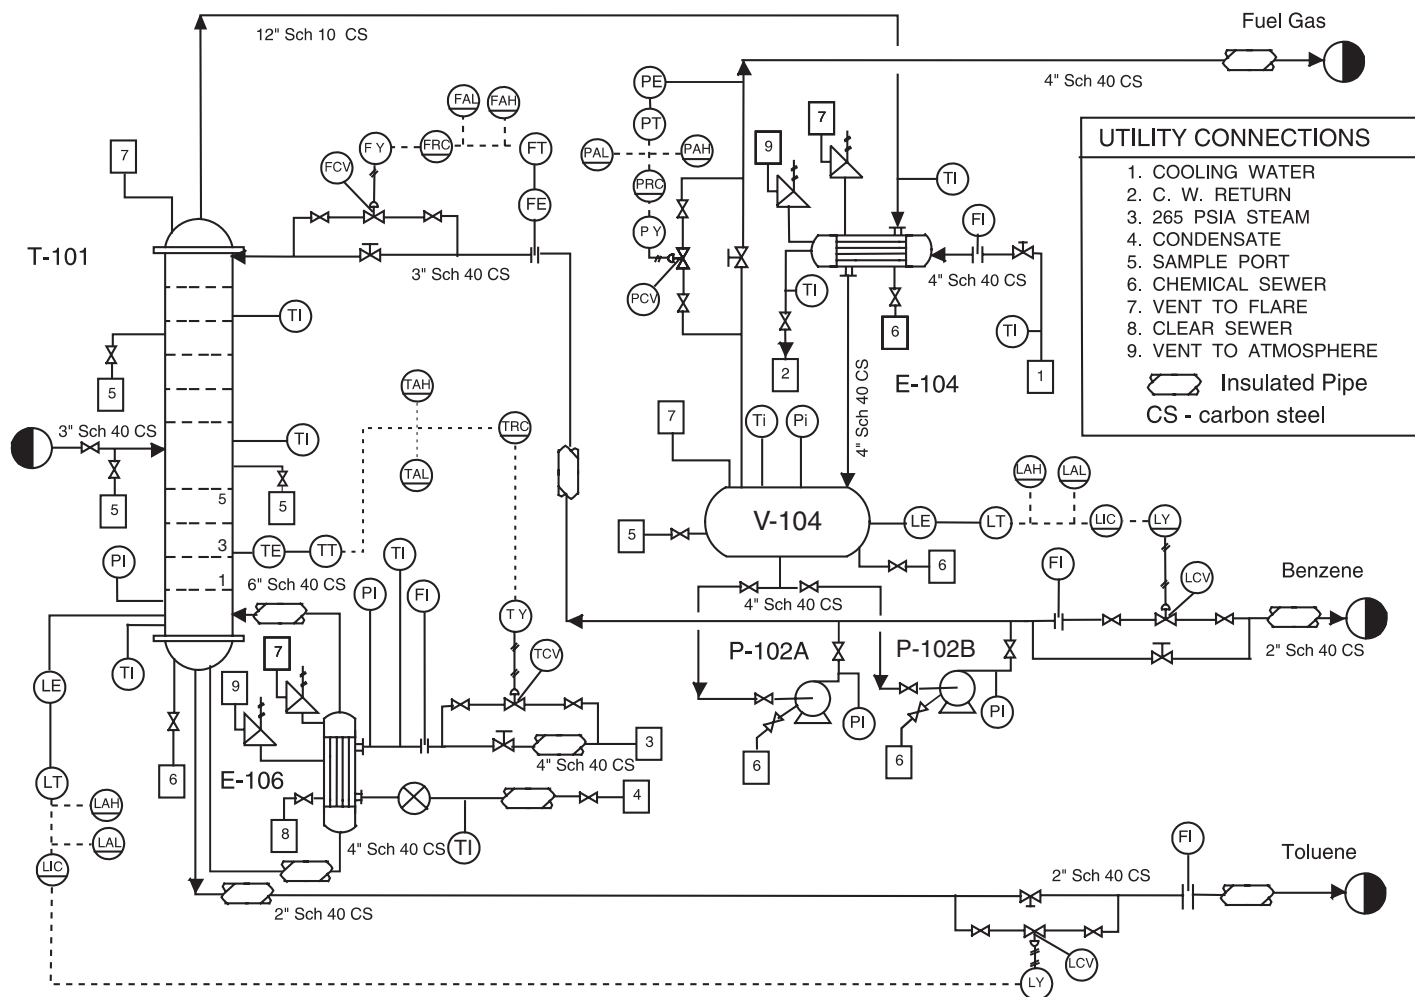 12" Sch 10 CS
Fuel Gas
4" Sch 40 CS
UTILITY CONNECTIONS
1. COOLING WATER
2. C. W. RETURN
3. 265 PSIA STEAM
4. CONDENSATE
5. SAMPLE PORT
6. CHEMICAL SEWER
7. VENT TO FLARE
8. CLEAR SEWER
9. VENT TO ATMOSPHERE
Insulated Pipe
CS - carbon steel
PE
PT
PAL
PAH
PRC
PY
PCV
FAL
FAH
FY
FRC
FT
FCV
FE
7
T-101
3" Sch 40 CS
9
7
TI
FI
4" Sch 40 CS
TI
TI
6
2
1
E-104
4" Sch 40 CS
TI
5
3" Sch 40 CS
TI
5
5
5
3
1
TAH
TAL
TRC
7
Ti
Pi
V-104
5
LE
LT
LAH
LAL
LIC
LY
6
4" Sch 40 CS
PI
TE
TT
6" Sch 40 CS
PI
TI
FI
TY
TCV
FI
LCV
Benzene
2" Sch 40 CS
P-102A
P-102B
PI
PI
6
6
LE
TI
7
9
6
E-106
3
4" Sch 40 CS
4
8
TI
4" Sch 40 CS
LT
LAH
LAL
LIC
2" Sch 40 CS
2" Sch 40 CS
FI
Toluene
LCV
LY